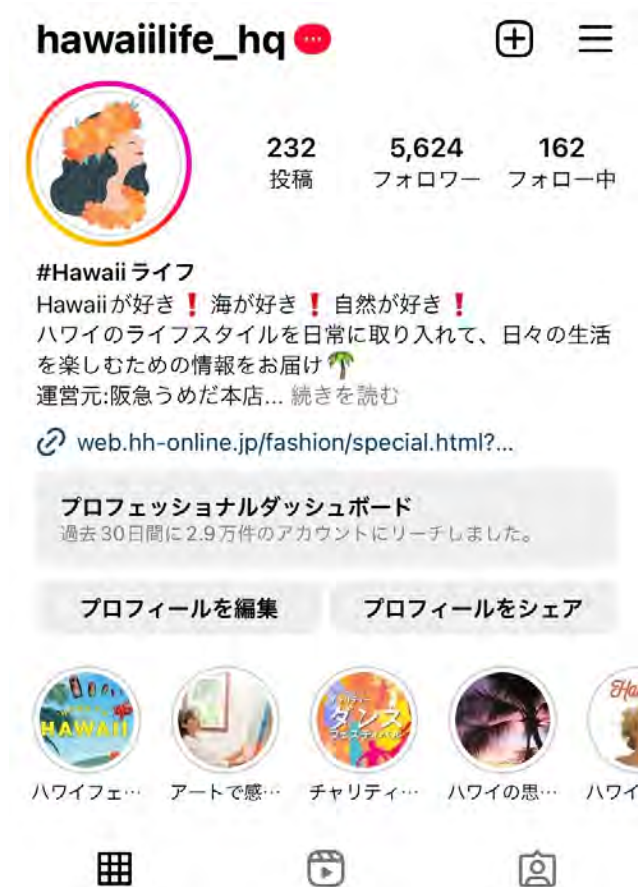 hawaiilife_hq
232 5,624 162
投稿 フォロワー フォロー中
#Hawaii ライフ
Hawaiiが好き❗海が好き❗自然が好き❗
ハワイのライフスタイルを日常に取り入れて、日々の生活
を楽しむための情報をお届け🌴
運営元:阪急うめだ本店... 続きを読む
web.hh-online.jp/fashion/special.html?...
プロフェッショナルダッシュボード
過去30日間に2.9万件のアカウントにリーチしました。
プロフィールを編集 プロフィールをシェア
HAWAII
チャリティー
ダンス
フェスティバル
ハワイフェ… アートで感… チャリティ… ハワイの思… ハワイ